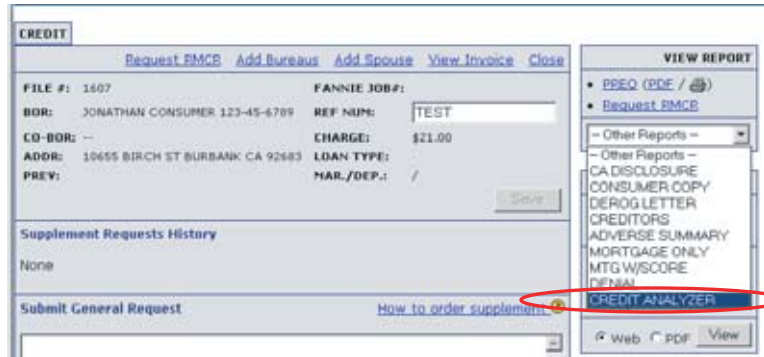 CREDIT
Request RMCR Add Bureaus Add Spouse View Invoice Close
FILE #: 1607 FANNIE JOB#:
BOR: JONATHAN CONSUMER 123-45-6789 REF NUM: TEST
CO-BOR: -- CHARGE: $21.00
ADDR: 10655 BIRCH ST BURBANK CA 92683 LOAN TYPE:
PREV: MAR./DEP.: /
Save
Supplement Requests History
None
Submit General Request How to order supplement
VIEW REPORT
• PREQ (PDF / )
• Request RMCR
-- Other Reports --
-- Other Reports --
CA DISCLOSURE
CONSUMER COPY
DEROG LETTER
CREDITORS
ADVERSE SUMMARY
MORTGAGE ONLY
MTG W/SCORE
DENIAL
CREDIT ANALYZER
Web PDF View